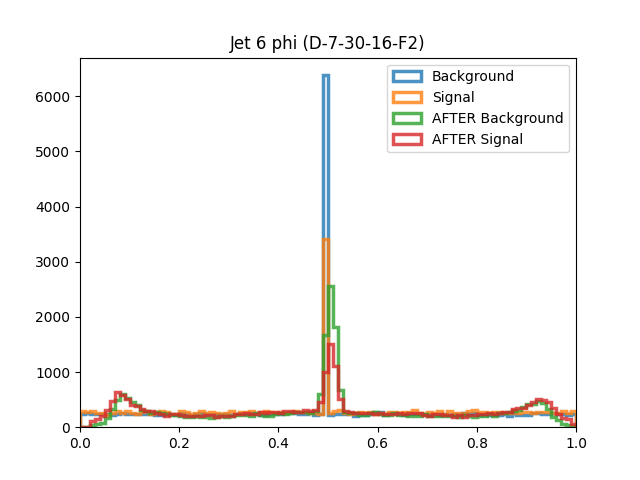 Jet 6 phi (D-7-30-16-F2)
Background
Signal
AFTER Background
AFTER Signal
6000
5000
4000
3000
2000
1000
0
0.0 0.2 0.4 0.6 0.8 1.0